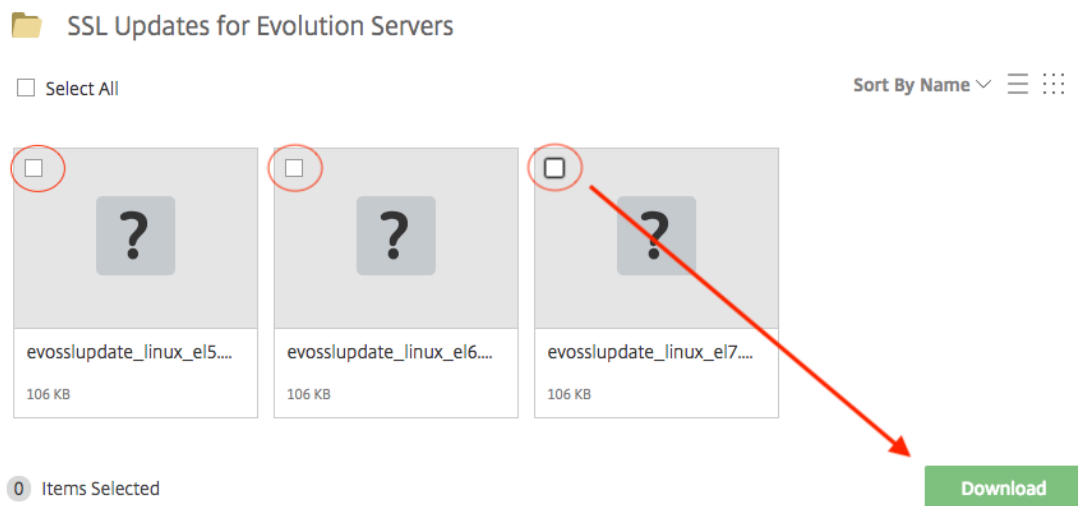 SSL Updates for Evolution Servers
Select All
Sort By Name
? ? ?
evosslupdate_linux_el5.... evosslupdate_linux_el6.... evosslupdate_linux_el7....
106 KB 106 KB 106 KB
0 Items Selected
Download